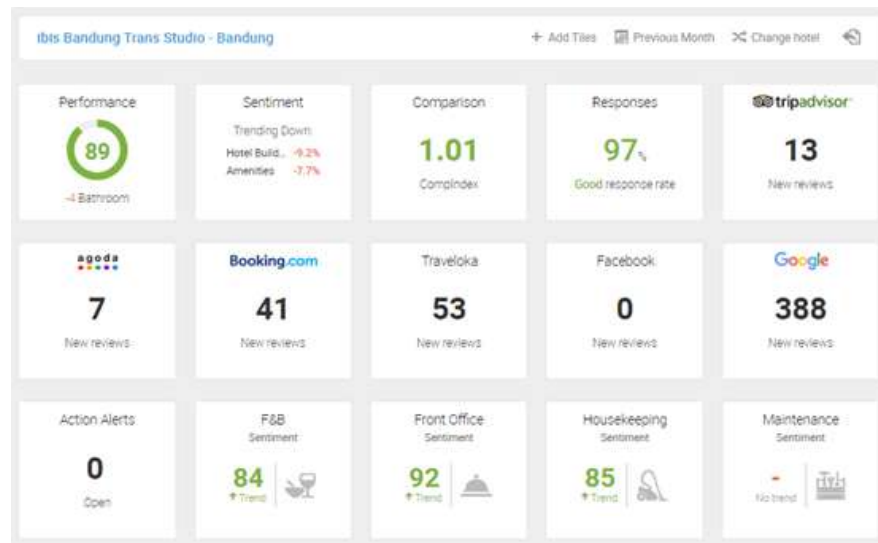 ibis Bandung Trans Studio - Bandung
+ Add Tiles Previous Month Change hotel
Performance
89
-4 Bathroom
Sentiment
Trending Down:
Hotel Build... -9.2%
Amenities -7.7%
Comparison
1.01
CompIndex
Responses
97%
Good response rate
tripadvisor
13
New reviews
agoda
7
New reviews
Booking.com
41
New reviews
Traveloka
53
New reviews
Facebook
0
New reviews
Google
388
New reviews
Action Alerts
0
Open
F&B
Sentiment
84
Trend
Front Office
Sentiment
92
Trend
Housekeeping
Sentiment
85
Trend
Maintenance
Sentiment
-
No trend